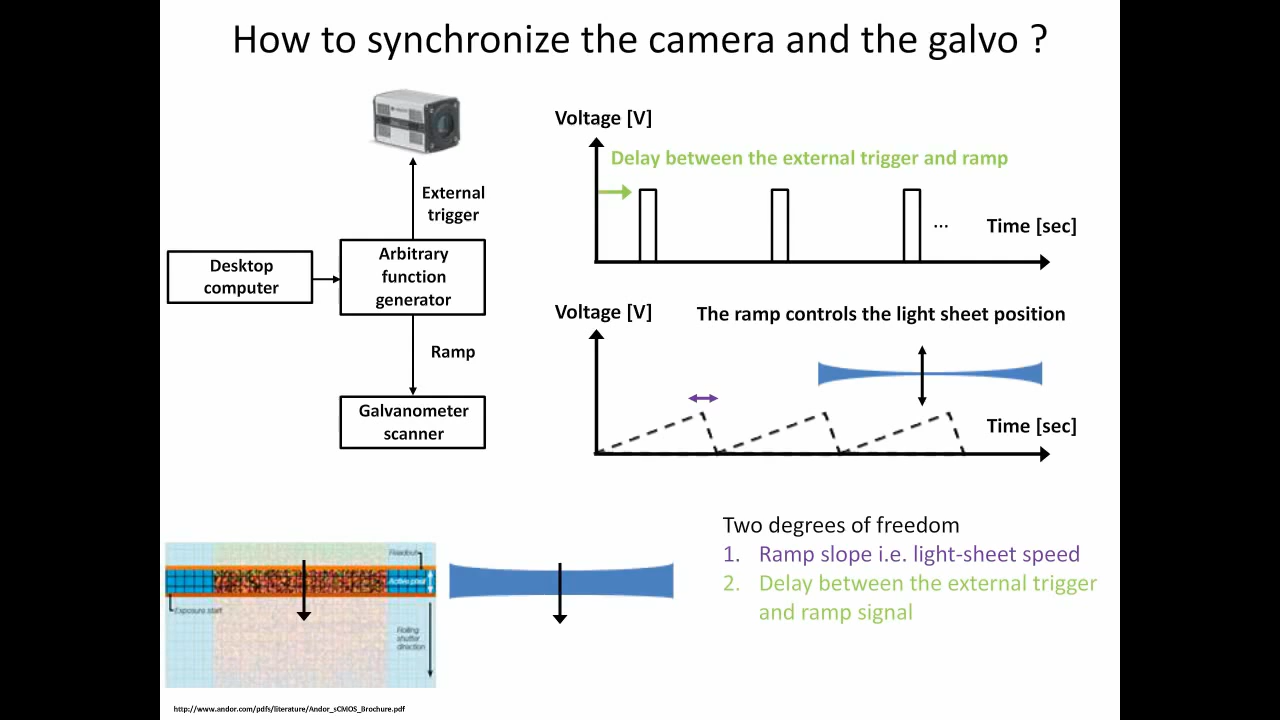 How to synchronize the camera and the galvo ?
External
trigger
Desktop
computer
Arbitrary
function
generator
Ramp
Galvanometer
scanner
Voltage [V]
Delay between the external trigger and ramp
...
Time [sec]
Voltage [V]
The ramp controls the light sheet position
Time [sec]
Two degrees of freedom
1. Ramp slope i.e. light-sheet speed
2. Delay between the external trigger
and ramp signal
Readout
Active pixel
Exposure start
Rolling
shutter
direction
http://www.andor.com/pdfs/literature/Andor_sCMOS_Brochure.pdf